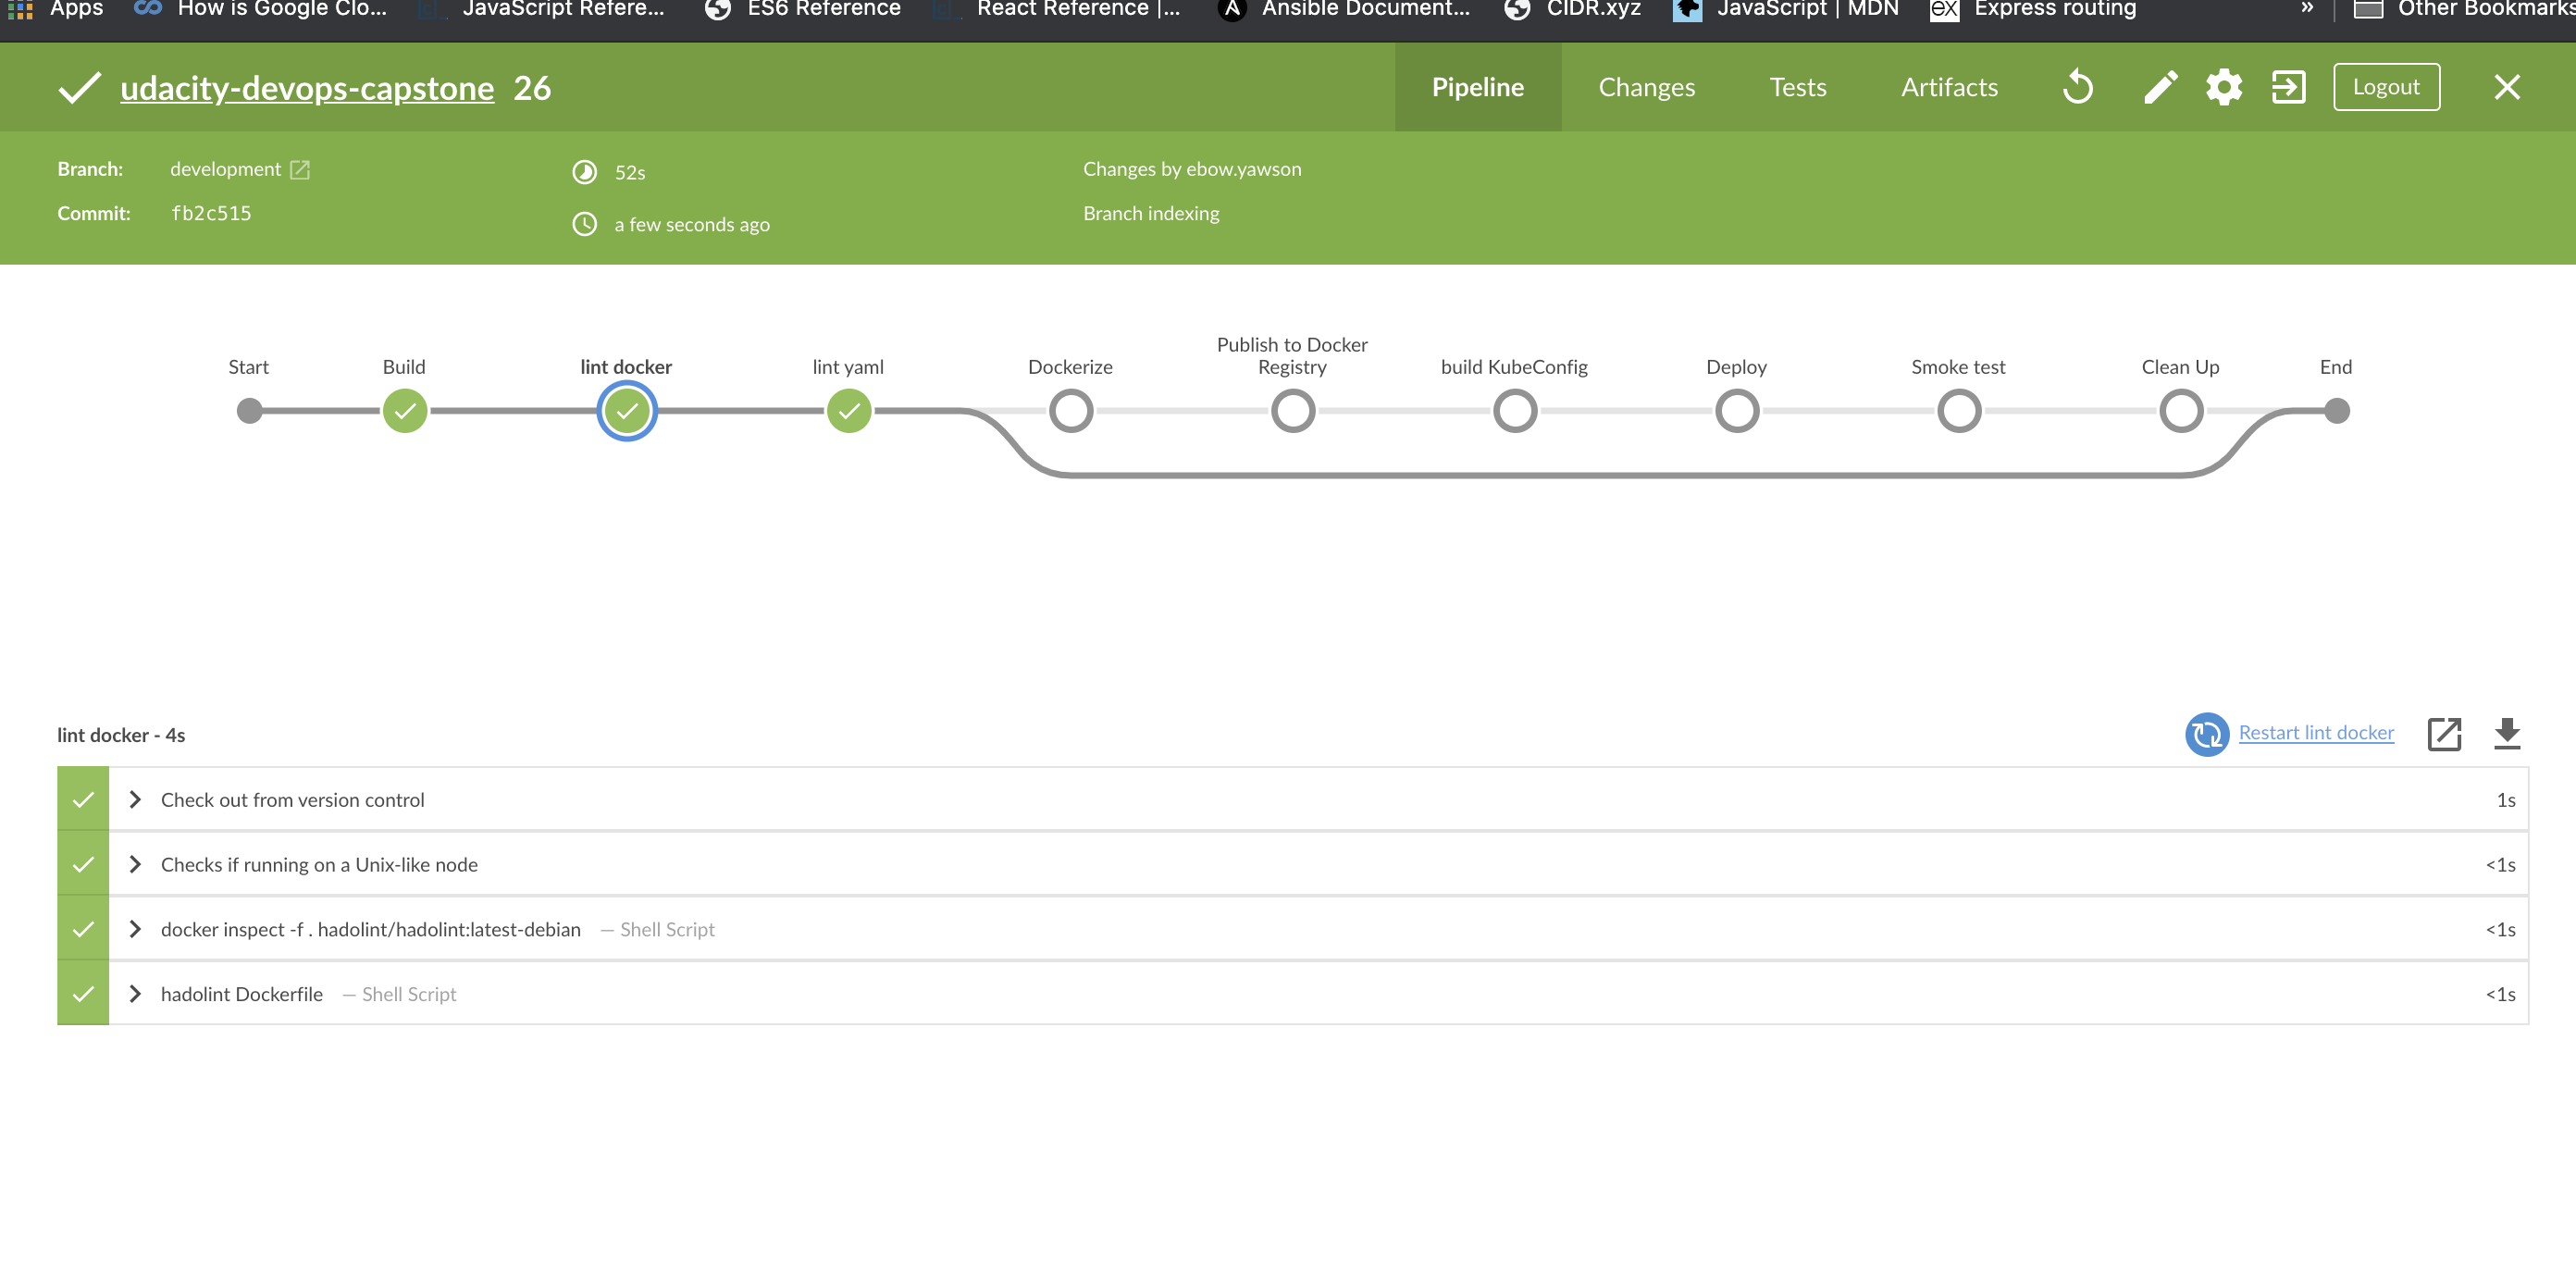 Apps How is Google Clo... JavaScript Refere... ES6 Reference React Reference |... Ansible Document... CIDR.xyz JavaScript | MDN ex Express routing » Other Bookmarks
udacity-devops-capstone 26 Pipeline Changes Tests Artifacts Logout
Branch: development 52s Changes by ebow.yawson
Commit: fb2c515 a few seconds ago Branch indexing
Start Build lint docker lint yaml Dockerize Publish to Docker Registry build KubeConfig Deploy Smoke test Clean Up End
lint docker - 4s Restart lint docker
Check out from version control 1s
Checks if running on a Unix-like node <1s
docker inspect -f . hadolint/hadolint:latest-debian — Shell Script <1s
hadolint Dockerfile — Shell Script <1s